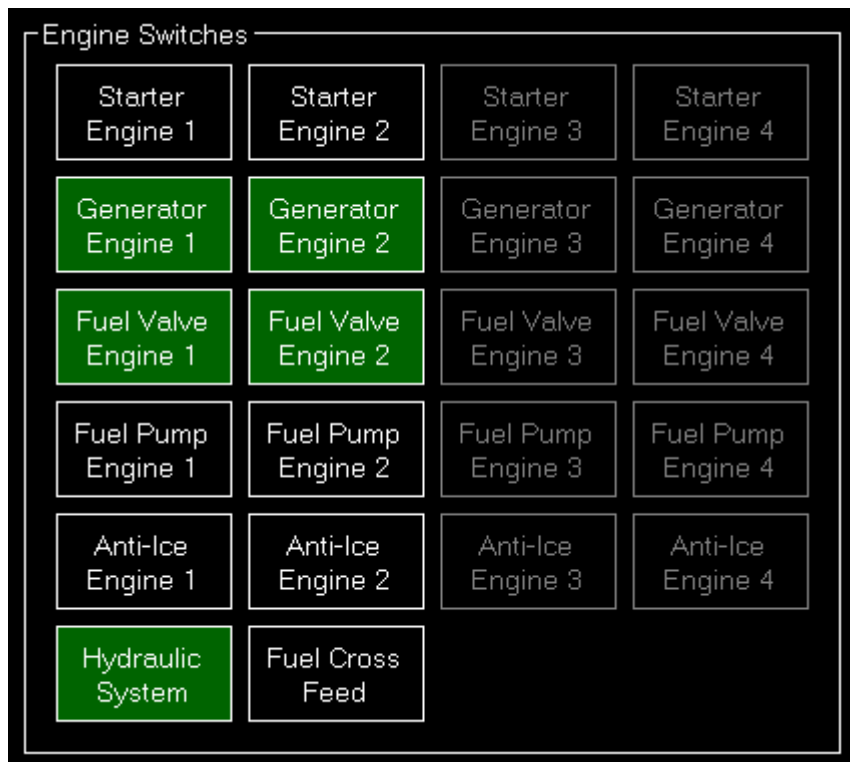 Engine Switches
Starter
Engine 1
Starter
Engine 2
Starter
Engine 3
Starter
Engine 4
Generator
Engine 1
Generator
Engine 2
Generator
Engine 3
Generator
Engine 4
Fuel Valve
Engine 1
Fuel Valve
Engine 2
Fuel Valve
Engine 3
Fuel Valve
Engine 4
Fuel Pump
Engine 1
Fuel Pump
Engine 2
Fuel Pump
Engine 3
Fuel Pump
Engine 4
Anti-Ice
Engine 1
Anti-Ice
Engine 2
Anti-Ice
Engine 3
Anti-Ice
Engine 4
Hydraulic
System
Fuel Cross
Feed